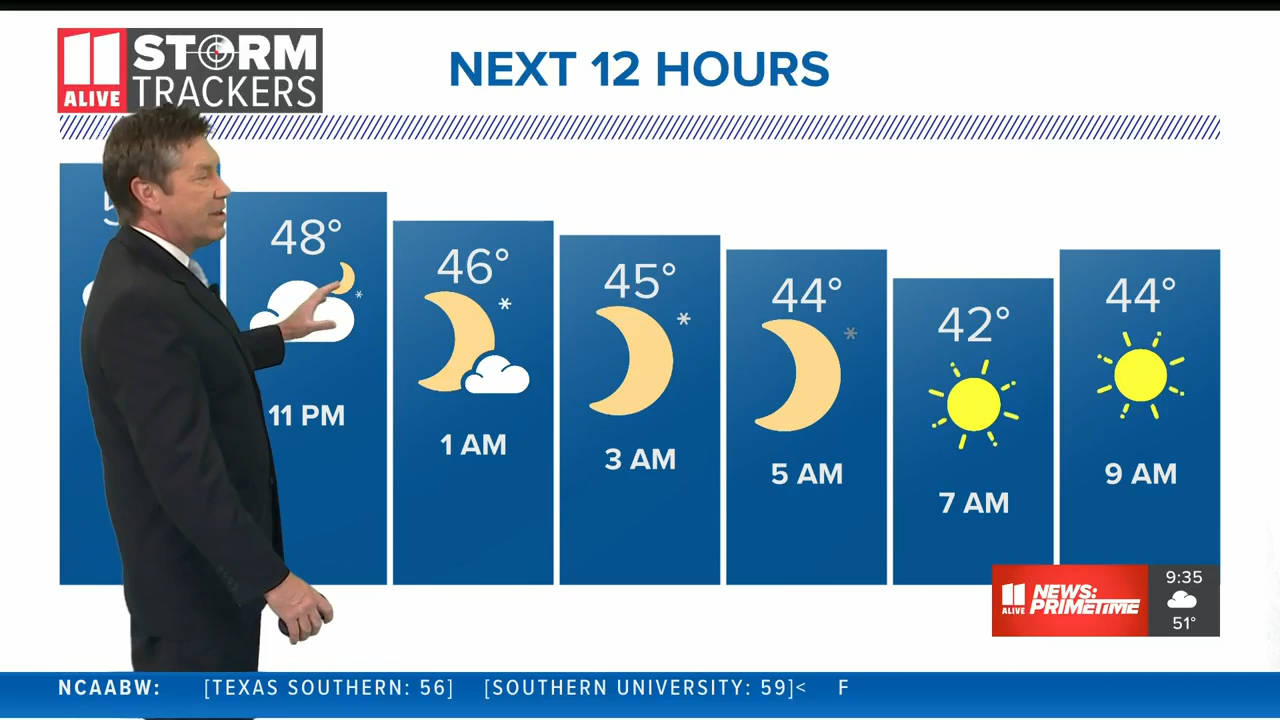 11 ALIVE STORM TRACKERS
NEXT 12 HOURS
48°
11 PM
46°
1 AM
45°
3 AM
44°
5 AM
42°
7 AM
44°
9 AM
11 ALIVE NEWS: PRIMETIME
9:35
51°
NCAABW: [TEXAS SOUTHERN: 56] [SOUTHERN UNIVERSITY: 59]< F